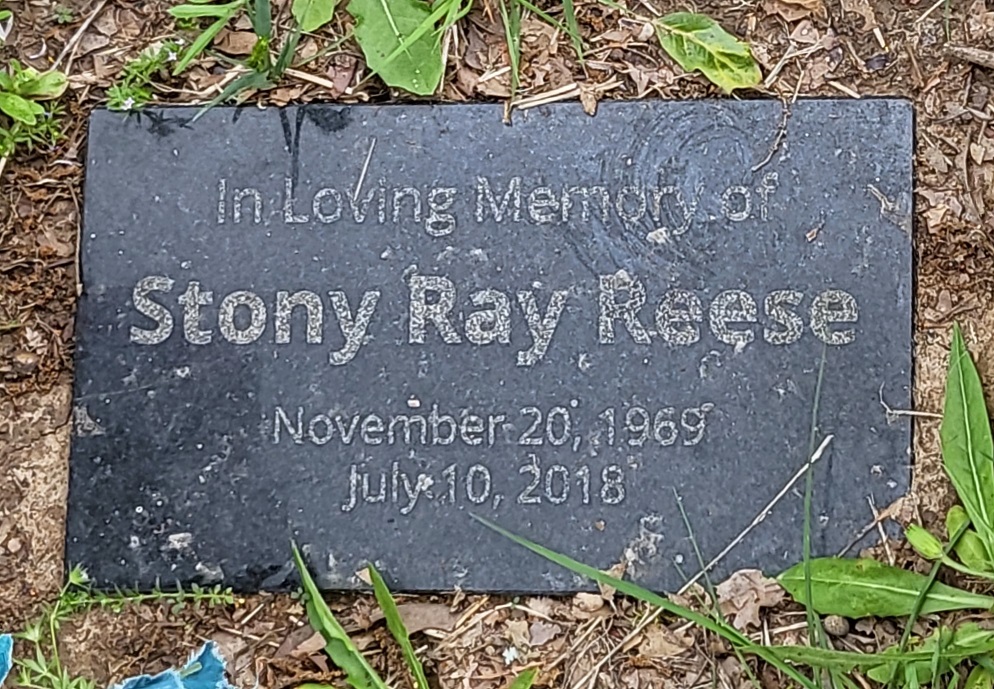 In Loving Memory of
Stony Ray Reese
November 20, 1969
July 10, 2018